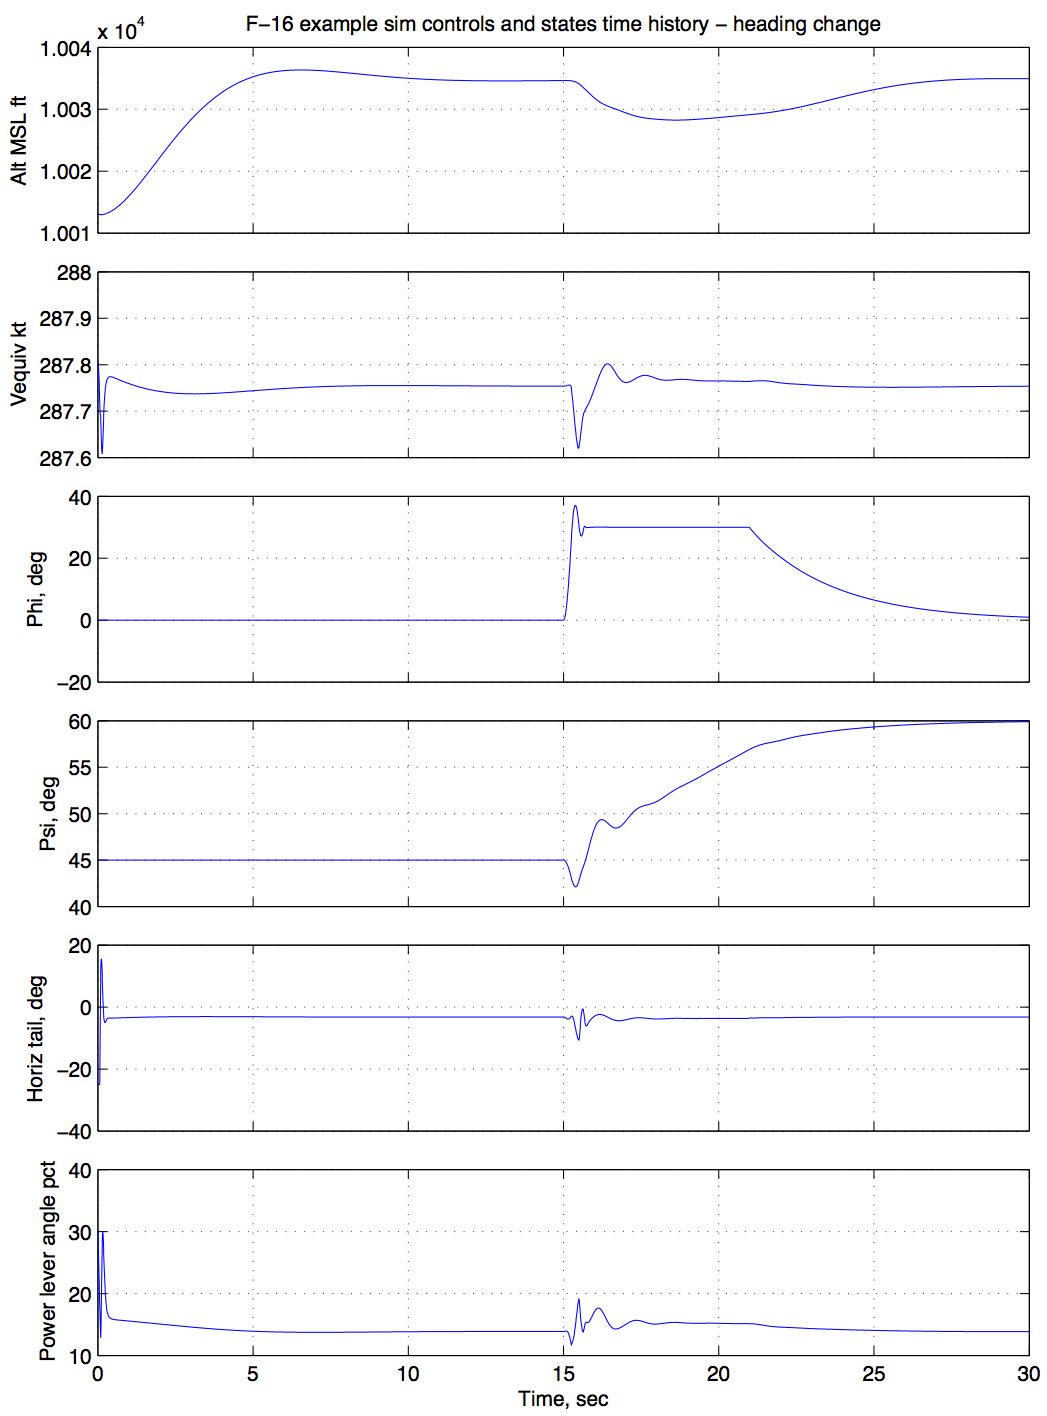 F−16 example sim controls and states time history − heading change
x 10^4
1.004
1.003
1.002
1.001
Alt MSL ft
288
287.9
287.8
287.7
287.6
Vequiv kt
40
20
0
−20
Phi, deg
60
55
50
45
40
Psi, deg
20
0
−20
−40
Horiz tail, deg
40
30
20
10
Power lever angle pct
0 5 10 15 20 25 30
Time, sec